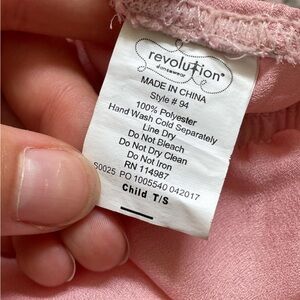 revolution®
dancewear
MADE IN CHINA
Style # 94
100% Polyester
Hand Wash Cold Separately
Line Dry
Do Not Bleach
Do Not Dry Clean
Do Not Iron
RN 114987
S0025 PO 1005540 042017
Child T/S